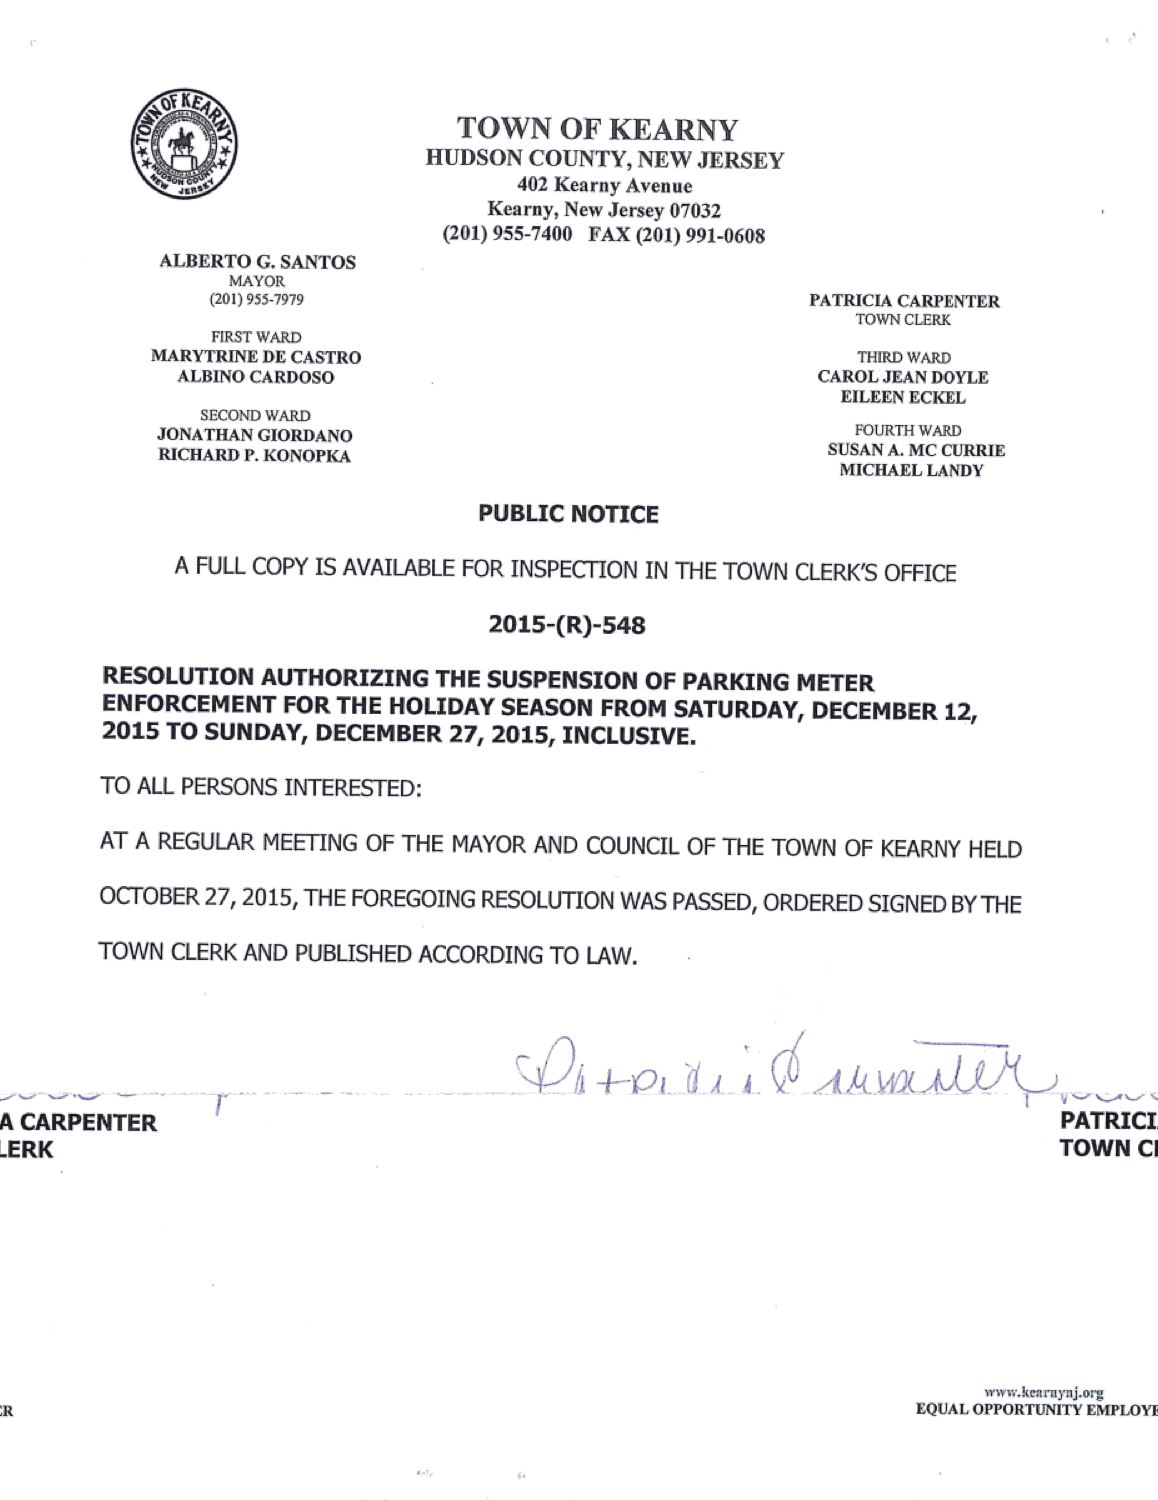 TOWN OF KEARNY
HUDSON COUNTY
NEW JERSEY
TOWN OF KEARNY
HUDSON COUNTY, NEW JERSEY
402 Kearny Avenue
Kearny, New Jersey 07032
(201) 955-7400 FAX (201) 991-0608
ALBERTO G. SANTOS
MAYOR
(201) 955-7979
FIRST WARD
MARYTRINE DE CASTRO
ALBINO CARDOSO
SECOND WARD
JONATHAN GIORDANO
RICHARD P. KONOPKA
PATRICIA CARPENTER
TOWN CLERK
THIRD WARD
CAROL JEAN DOYLE
EILEEN ECKEL
FOURTH WARD
SUSAN A. MC CURRIE
MICHAEL LANDY
PUBLIC NOTICE
A FULL COPY IS AVAILABLE FOR INSPECTION IN THE TOWN CLERK'S OFFICE
2015-(R)-548
RESOLUTION AUTHORIZING THE SUSPENSION OF PARKING METER
ENFORCEMENT FOR THE HOLIDAY SEASON FROM SATURDAY, DECEMBER 12,
2015 TO SUNDAY, DECEMBER 27, 2015, INCLUSIVE.
TO ALL PERSONS INTERESTED:
AT A REGULAR MEETING OF THE MAYOR AND COUNCIL OF THE TOWN OF KEARNY HELD
OCTOBER 27, 2015, THE FOREGOING RESOLUTION WAS PASSED, ORDERED SIGNED BY THE
TOWN CLERK AND PUBLISHED ACCORDING TO LAW.
Patricia Carpenter
A CARPENTER
LERK
PATRICI
TOWN Cl
www.kearnynj.org
EQUAL OPPORTUNITY EMPLOYE
ER